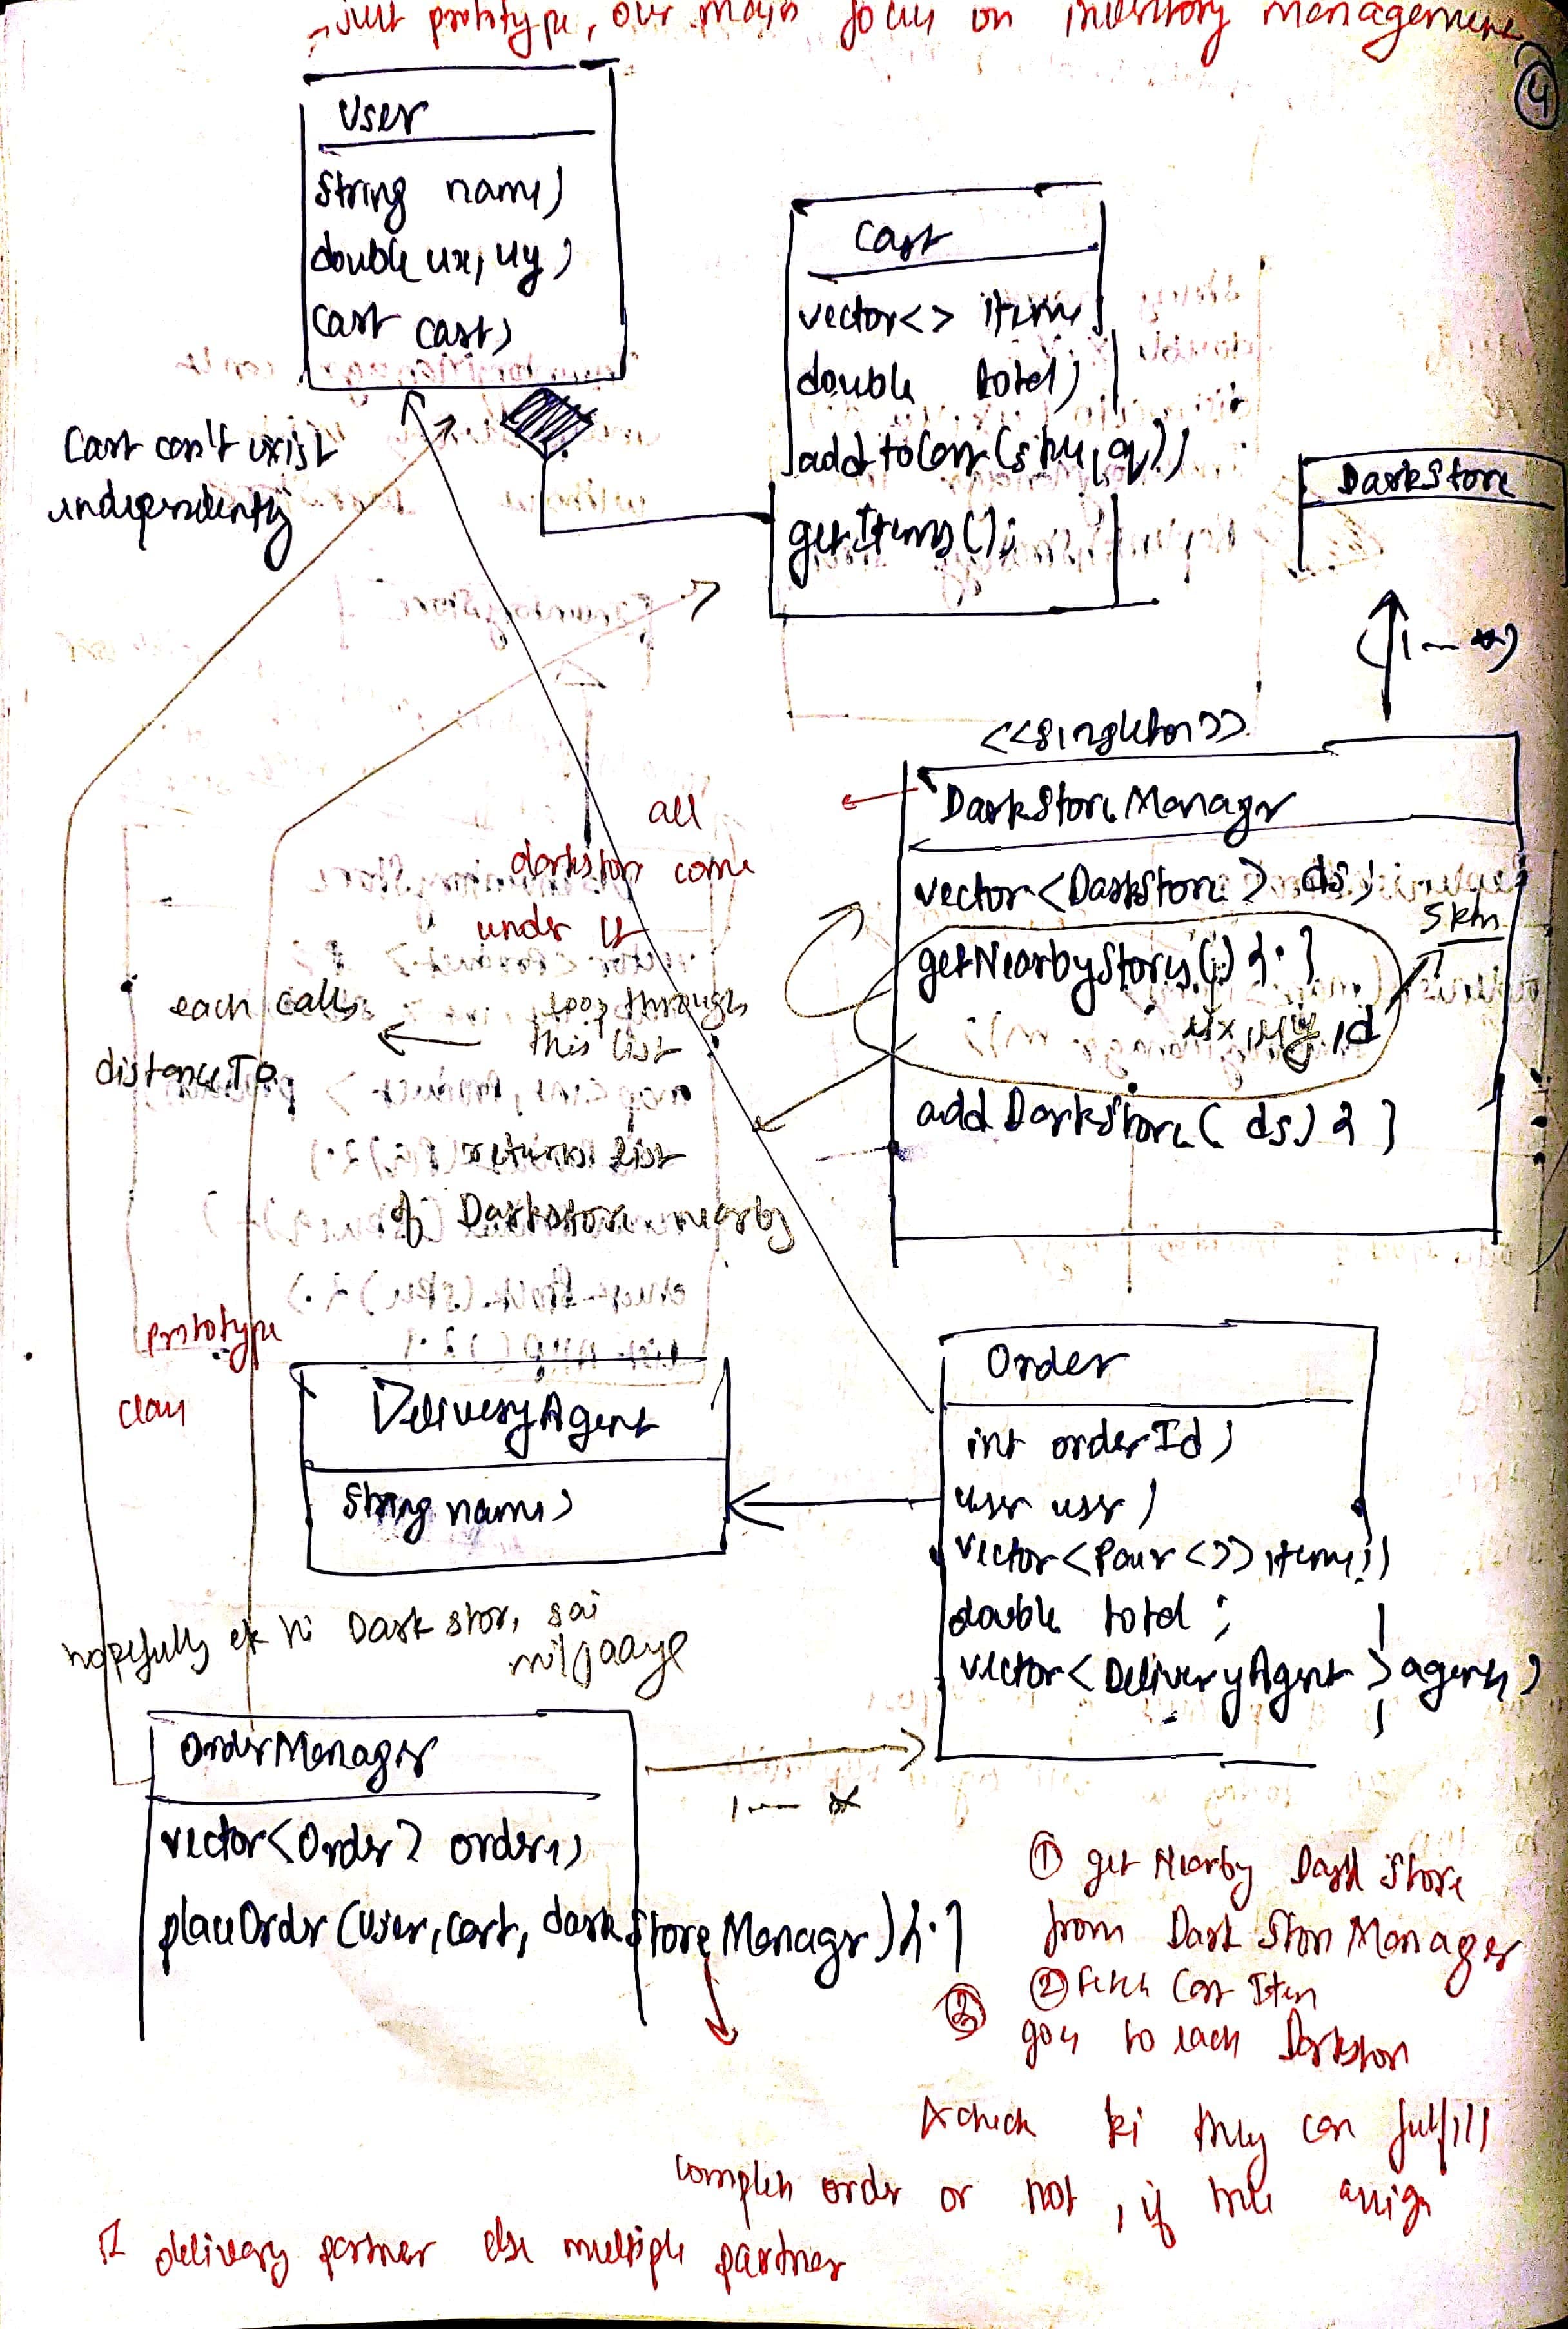 just prototype, our main focus on inventory management
4
User
String name;
double ux, uy;
Cart cart;
Cart can't exist
independently
Cart
vector<> items;
double total;
addtoCart(sku, q);
getItems();
DarkStore
1 — *
<<singleton>>
DarkStoreManager
vector<DarkStore> ds;
getNearbyStores(){.}
ux, uy, d
5 km
addDarkStore(ds){ }
all
darkstore come
under it
loop through
this list
each calls
distanceTo
returns list
of Darkstore nearby
prototype
class
DeliveryAgent
String name;
Order
int orderId;
User user;
vector<Pair<>> items;
double total;
vector<DeliveryAgent> agents;
hopefully ek hi Dark store, sai
mil jaaye
OrderManager
vector<Order> orders;
placeOrder(user, cart, darkStoreManager){.}
1 — *
① get Nearby Dark Store
from Dark Store Manager
② Fetch Cart Item
③ goes to each Darkstore
& check ki they can fulfill
complete order or not, if true assign
1 delivery partner else multiple partner